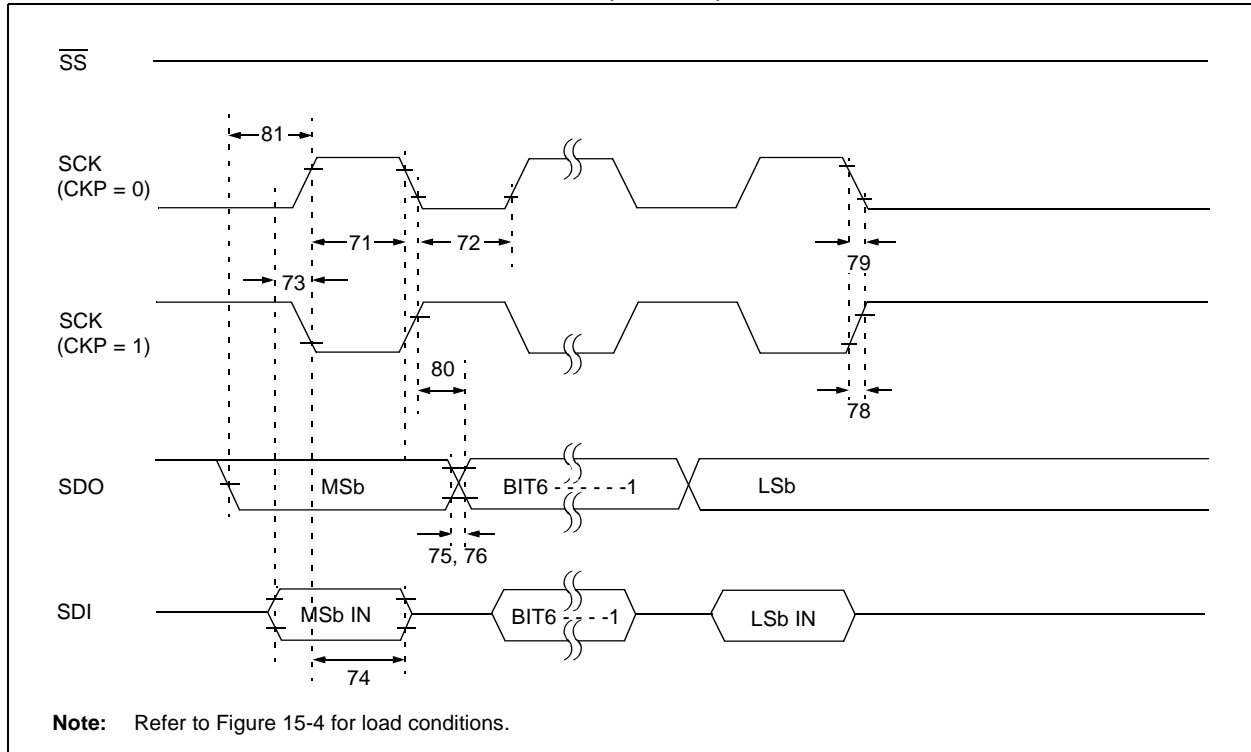 SS
81
SCK
(CKP = 0)
71
72
73
79
SCK
(CKP = 1)
80
78
SDO
MSb
BIT6 - - - - - - -1
LSb
75, 76
SDI
MSb IN
BIT6 - - - -1
LSb IN
74
Note: Refer to Figure 15-4 for load conditions.